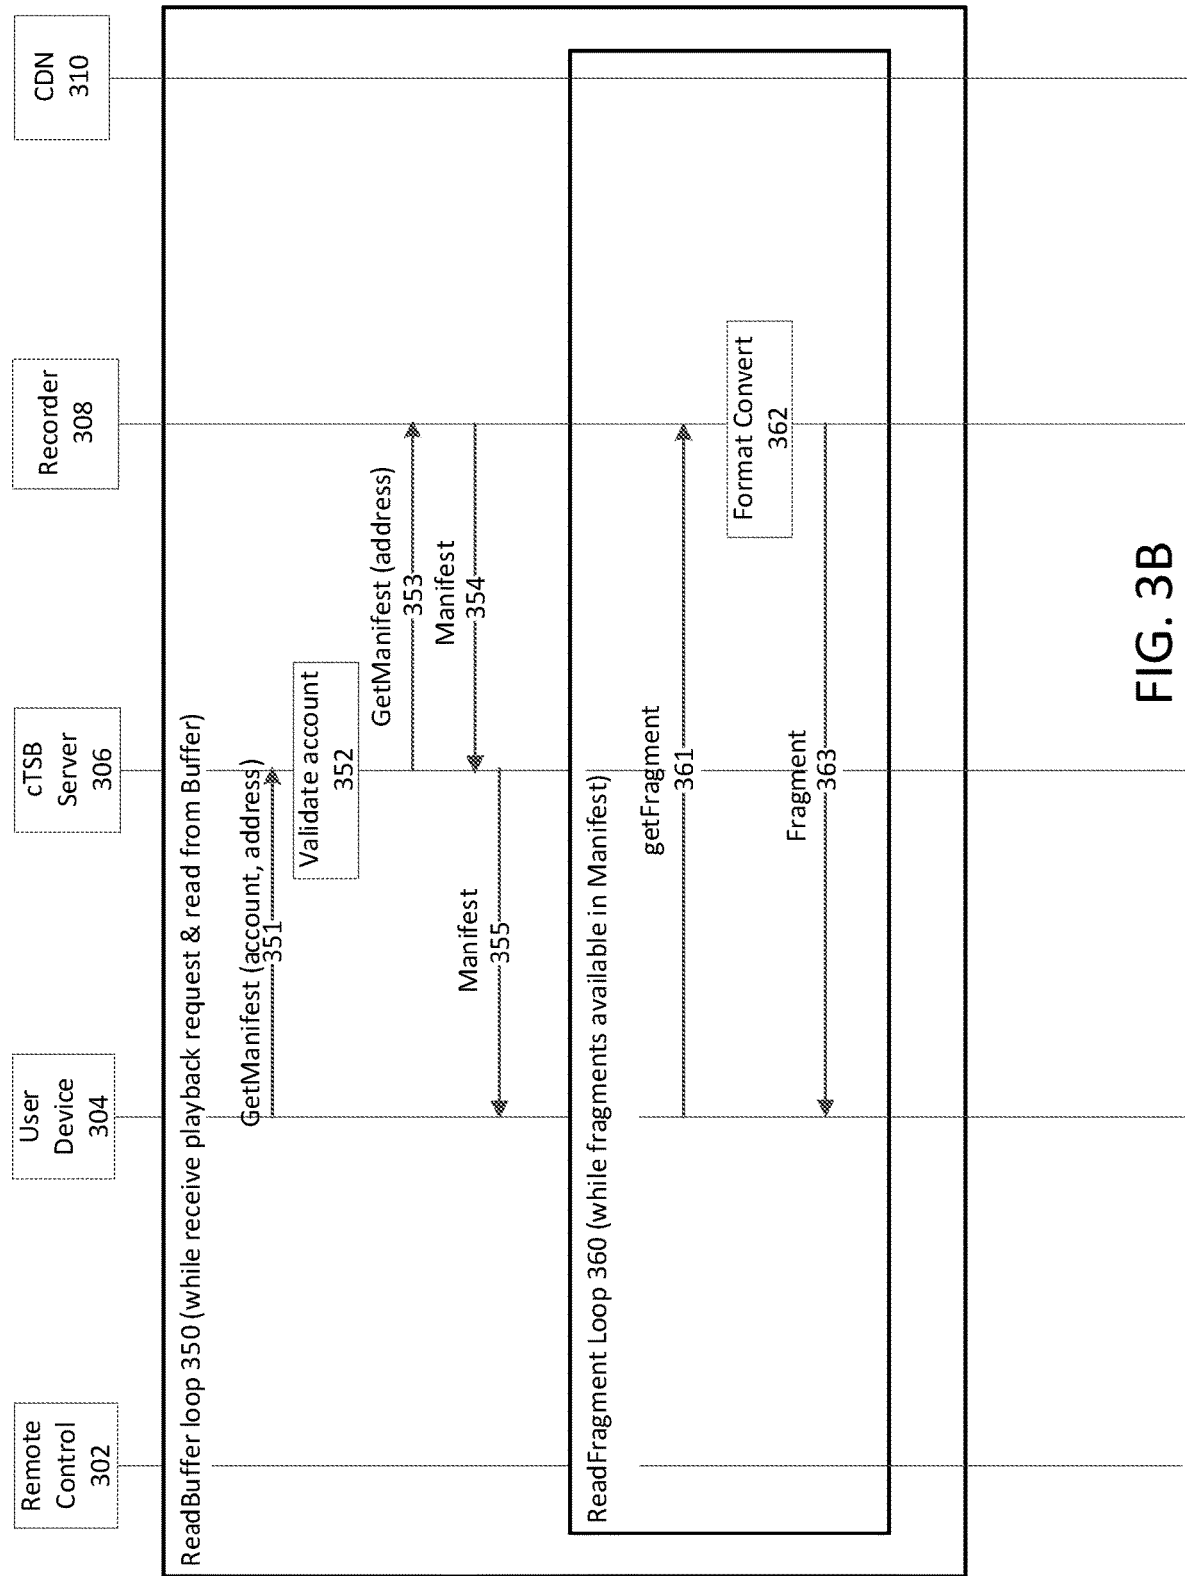 Remote
Control
302
User
Device
304
cTSB
Server
306
Recorder
308
CDN
310
ReadBuffer loop 350 (while receive playback request & read from Buffer)
GetManifest (account, address)
351
Validate account
352
GetManifest (address)
353
Manifest
354
Manifest
355
ReadFragment Loop 360 (while fragments available in Manifest)
getFragment
361
Format Convert
362
Fragment
363
FIG. 3B